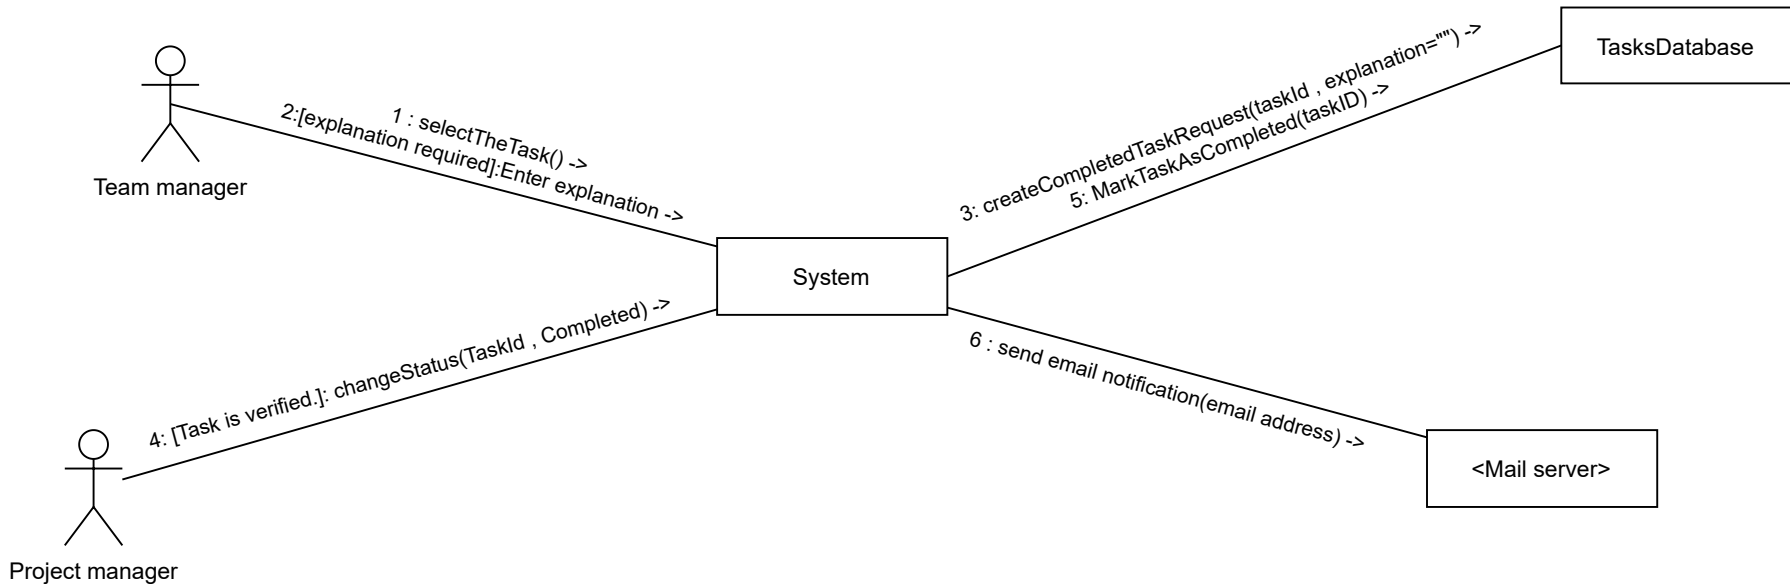 TasksDatabase
3: createCompletedTaskRequest(taskId , explanation="") ->
5: MarkTaskAsCompleted(taskID) ->
1 : selectTheTask() ->
2:[explanation required]:Enter explanation ->
Team manager
System
4: [Task is verified.]: changeStatus(TaskId , Completed) ->
6 : send email notification(email address) ->
<Mail server>
Project manager